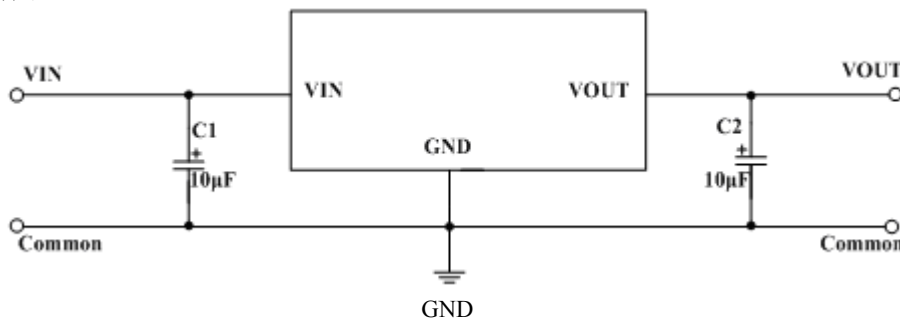 VIN
VOUT
VIN
VOUT
C1
+
10μF
C2
+
10μF
GND
Common
Common
GND